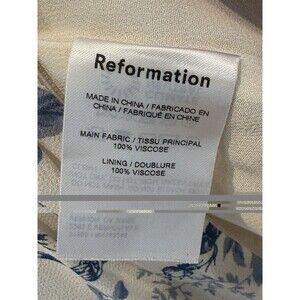 Reformation
MADE IN CHINA / FABRICADO EN
CHINA / FABRIQUÉ EN CHINE
MAIN FABRIC / TISSU PRINCIPAL
100% VISCOSE
LINING / DOUBLURE
100% VISCOSE